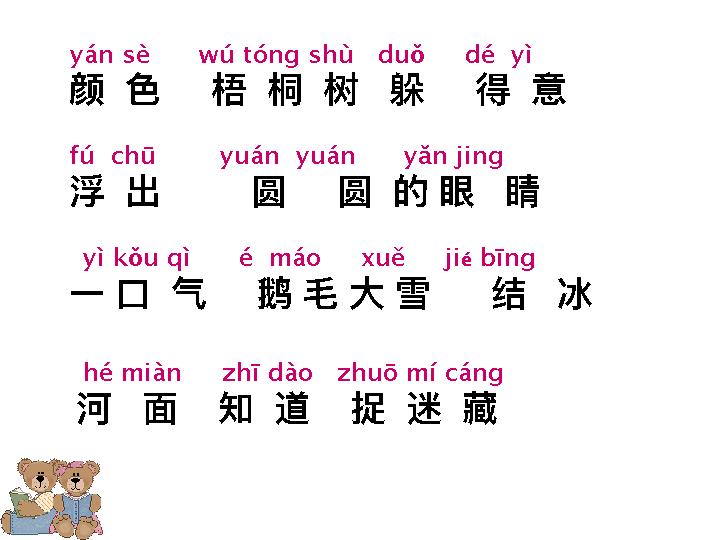 yán sè wú tóng shù duǒ dé yì
颜 色 梧 桐 树 躲 得 意
fú chū yuán yuán yǎn jing
浮 出 圆 圆 的 眼 睛
yì kǒu qì é máo xuě jié bīng
一 口 气 鹅 毛 大 雪 结 冰
hé miàn zhī dào zhuō mí cáng
河 面 知 道 捉 迷 藏